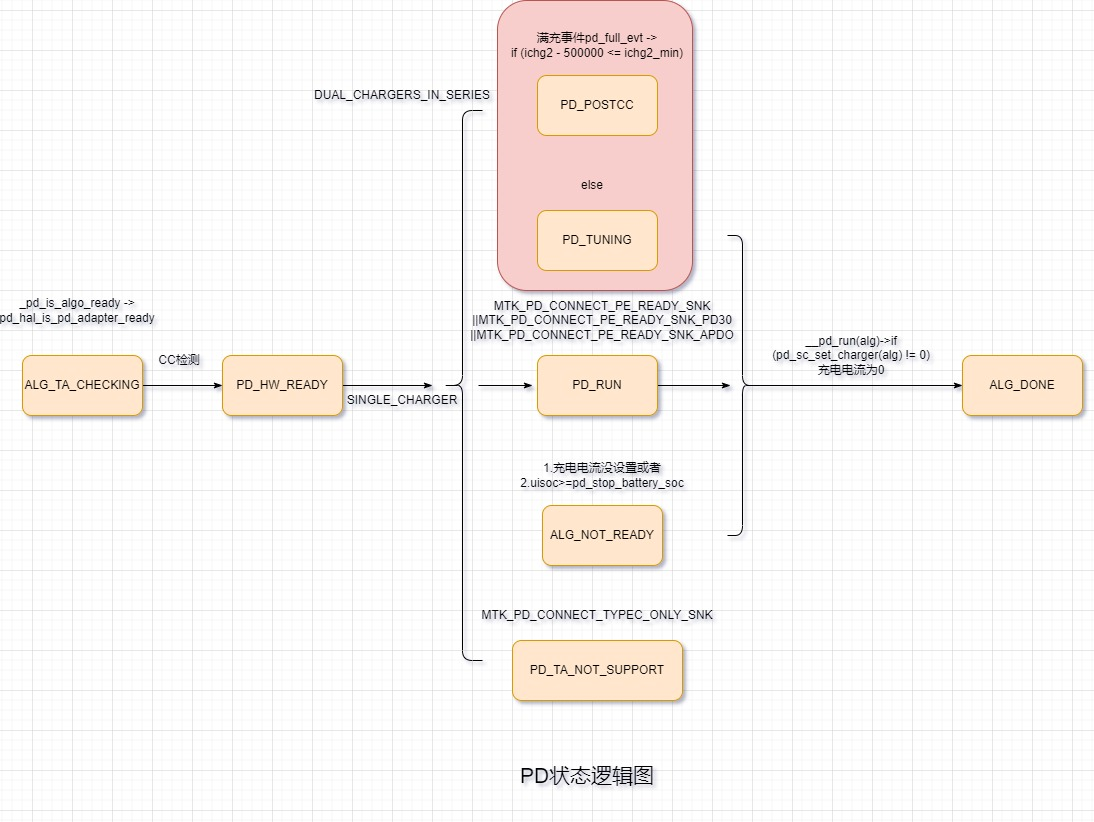 满充事件pd_full_evt ->
if (ichg2 - 500000 <= ichg2_min)
DUAL_CHARGERS_IN_SERIES
PD_POSTCC
else
PD_TUNING
_pd_is_algo_ready ->
pd_hal_is_pd_adapter_ready
MTK_PD_CONNECT_PE_READY_SNK
||MTK_PD_CONNECT_PE_READY_SNK_PD30
||MTK_PD_CONNECT_PE_READY_SNK_APDO
__pd_run(alg)->if
(pd_sc_set_charger(alg) != 0)
充电电流为0
ALG_TA_CHECKING
CC检测
PD_HW_READY
SINGLE_CHARGER
PD_RUN
ALG_DONE
1.充电电流没设置或者
2.uisoc>=pd_stop_battery_soc
ALG_NOT_READY
MTK_PD_CONNECT_TYPEC_ONLY_SNK
PD_TA_NOT_SUPPORT
PD状态逻辑图